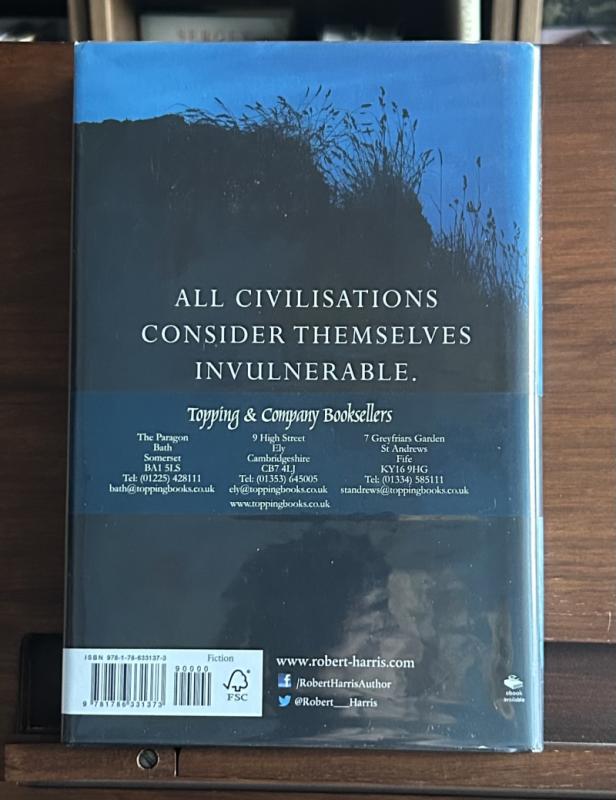 ALL CIVILISATIONS
CONSIDER THEMSELVES
INVULNERABLE.
Topping & Company Booksellers
The Paragon
Bath
Somerset
BA1 5LS
Tel: (01225) 428111
bath@toppingbooks.co.uk
9 High Street
Ely
Cambridgeshire
CB7 4LJ
Tel: (01353) 645005
ely@toppingbooks.co.uk
7 Greyfriars Garden
St Andrews
Fife
KY16 9HG
Tel: (01334) 585111
standrews@toppingbooks.co.uk
www.toppingbooks.co.uk
ISBN 978-1-78-633137-3
Fiction
90000
9 781786 331373
FSC
www.robert-harris.com
/RobertHarrisAuthor
@Robert___Harris
ebook
available